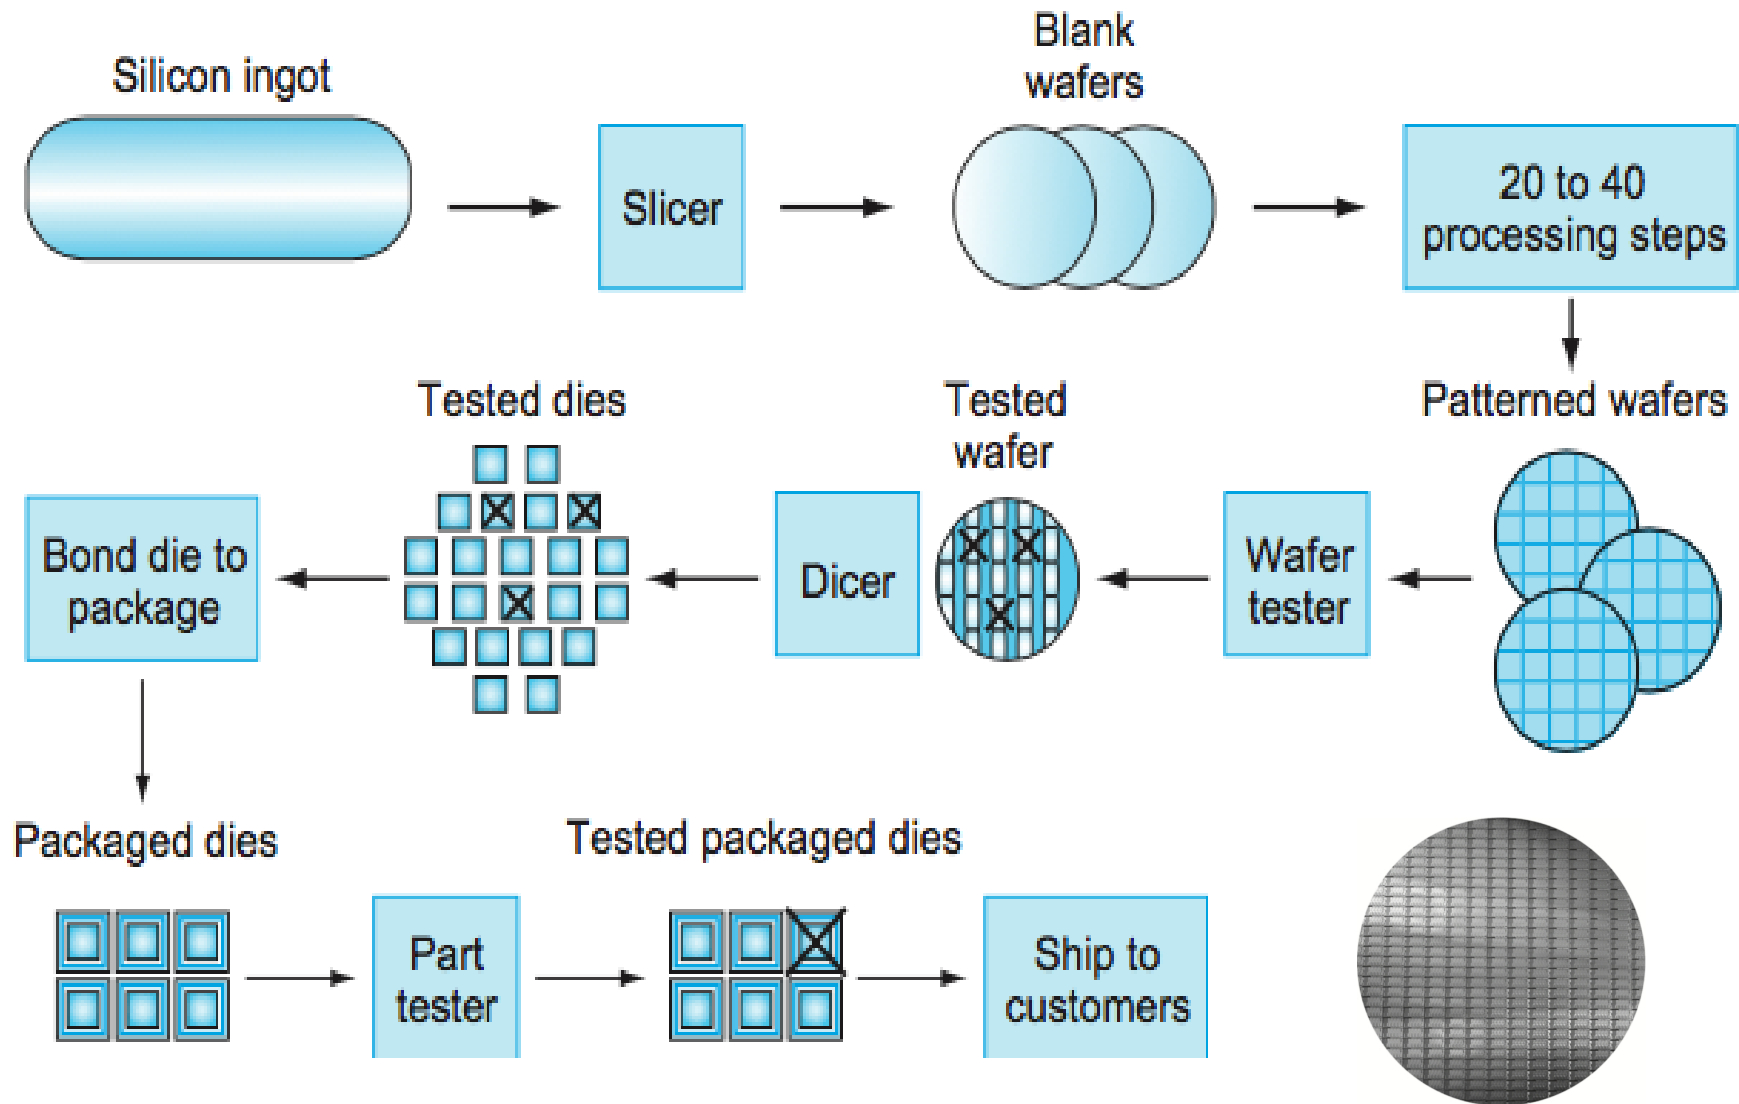 Silicon ingot
Slicer
Blank
wafers
20 to 40
processing steps
Patterned wafers
Wafer
tester
Tested
wafer
Dicer
Tested dies
Bond die to
package
Packaged dies
Part
tester
Tested packaged dies
Ship to
customers